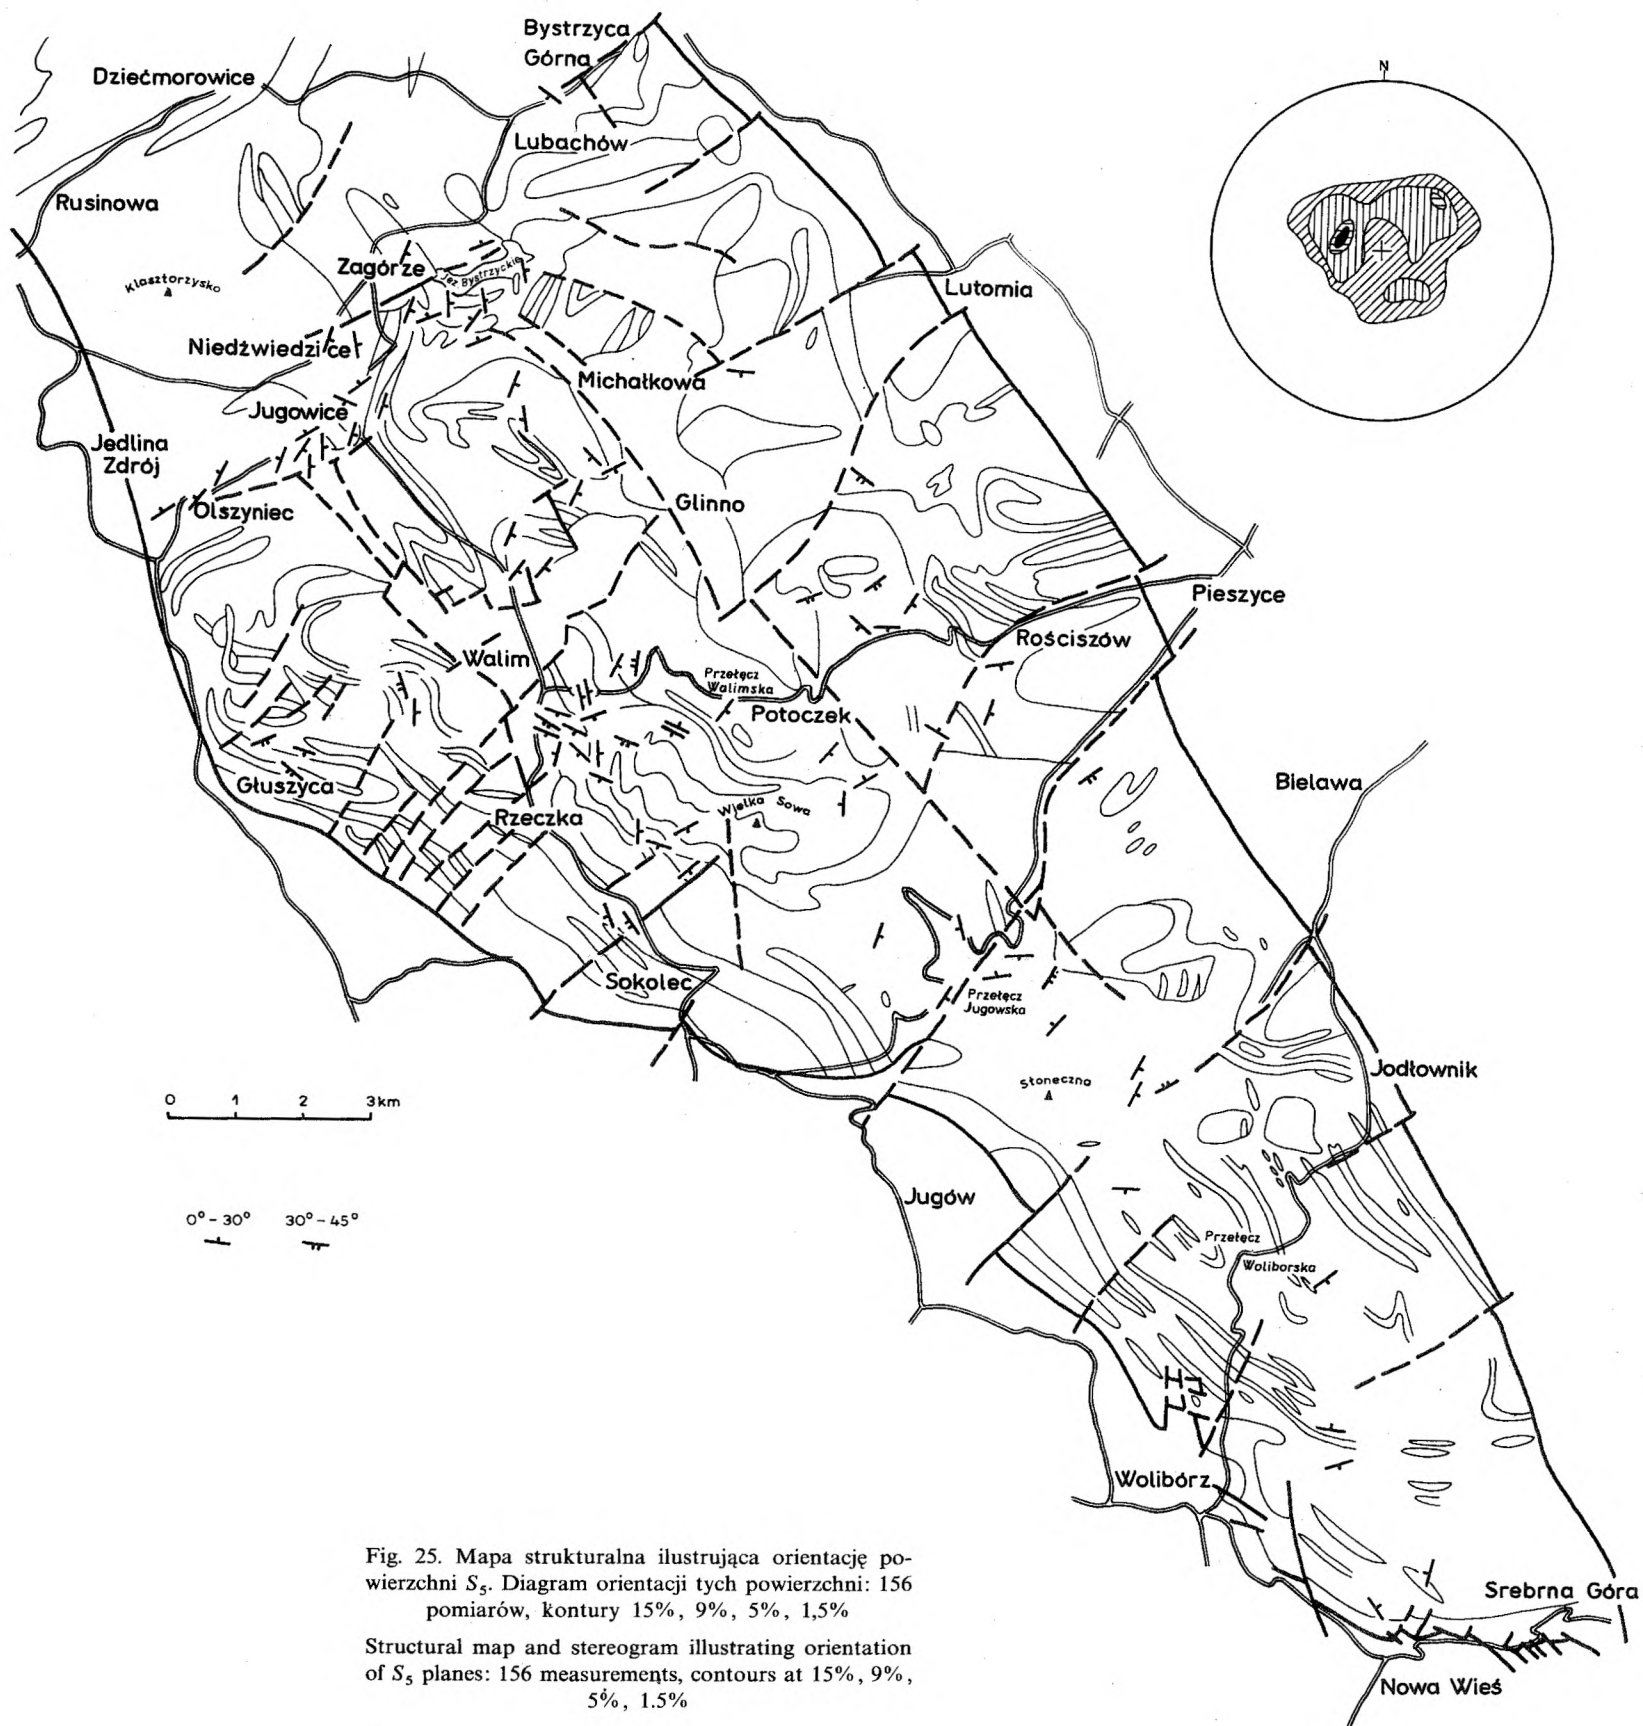 Bystrzyca
Górna
Dziećmorowice
N
Lubachów
Rusinowa
Zagórze
Jez Bystrzyckie
Klasztorzysko
Lutomia
Niedźwiedzice
Michałkowa
Jugowice
Jedlina
Zdrój
Glinno
Olszyniec
Pieszyce
Rościszów
Walim
Przełęcz
Walimska
Potoczek
Głuszyca
Bielawa
Rzeczka
Wielka Sowa
Sokolec
Przełęcz
Jugowska
Słoneczna
Jodłownik
0 1 2 3km
Jugów
0° – 30° 30° – 45°
Przełęcz
Woliborska
Wolibórz
Fig. 25. Mapa strukturalna ilustrująca orientację po-
wierzchni S₅. Diagram orientacji tych powierzchni: 156
pomiarów, kontury 15%, 9%, 5%, 1,5%
Srebrna Góra
Structural map and stereogram illustrating orientation
of S₅ planes: 156 measurements, contours at 15%, 9%,
5%, 1.5%
Nowa Wieś